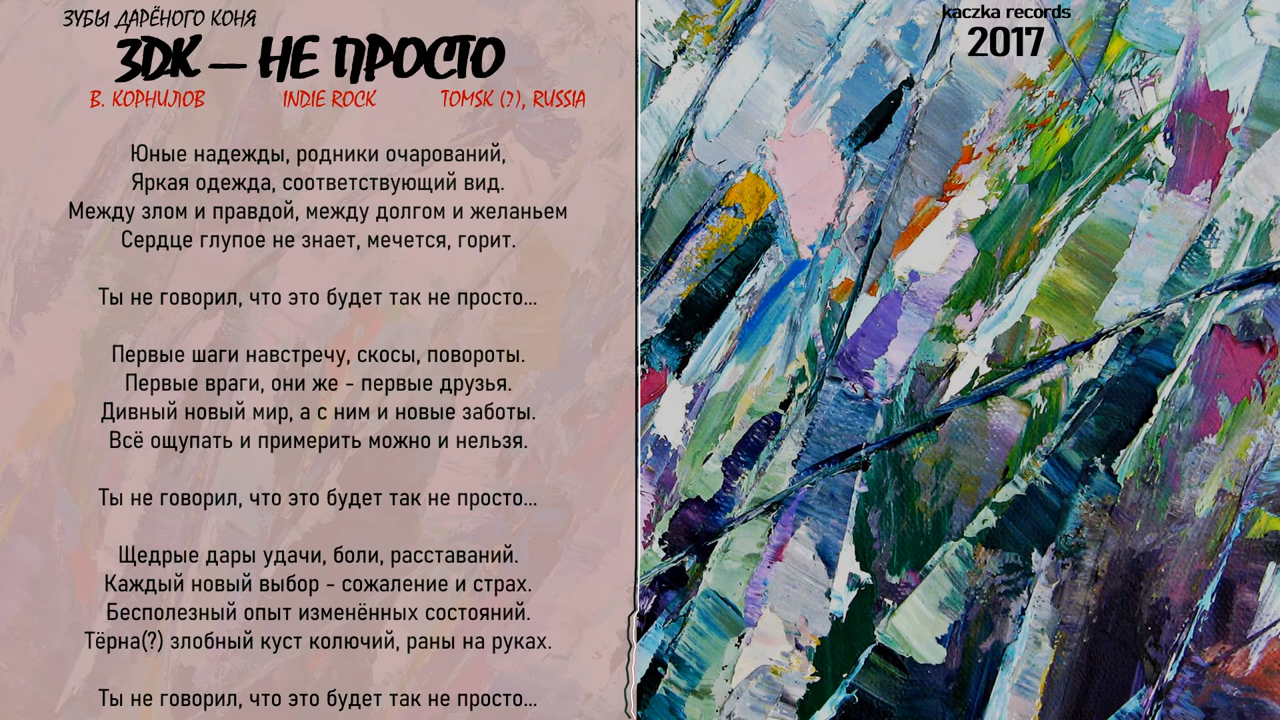 ЗУБЫ ДАРЁНОГО КОНЯ
ЗДК — НЕ ПРОСТО
В. КОРНИЛОВ INDIE ROCK TOMSK (?), RUSSIA
Юные надежды, родники очарований,
Яркая одежда, соответствующий вид.
Между злом и правдой, между долгом и желаньем
Сердце глупое не знает, мечется, горит.
Ты не говорил, что это будет так не просто...
Первые шаги навстречу, скосы, повороты.
Первые враги, они же - первые друзья.
Дивный новый мир, а с ним и новые заботы.
Всё ощупать и примерить можно и нельзя.
Ты не говорил, что это будет так не просто...
Щедрые дары удачи, боли, расставаний.
Каждый новый выбор - сожаление и страх.
Бесполезный опыт изменённых состояний.
Тёрна(?) злобный куст колючий, раны на руках.
Ты не говорил, что это будет так не просто...
kaczka records
2017